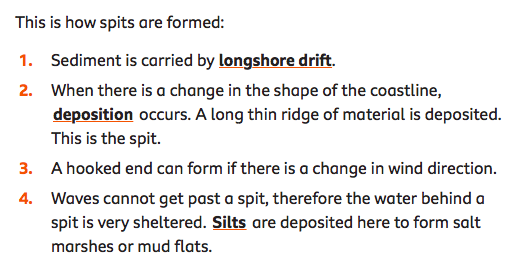 This is how spits are formed:
1. Sediment is carried by longshore drift.
2. When there is a change in the shape of the coastline,
deposition occurs. A long thin ridge of material is deposited.
This is the spit.
3. A hooked end can form if there is a change in wind direction.
4. Waves cannot get past a spit, therefore the water behind a
spit is very sheltered. Silts are deposited here to form salt
marshes or mud flats.